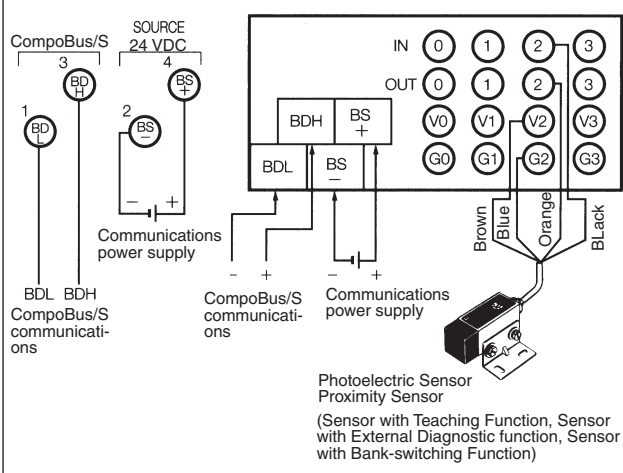 CompoBus/S
SOURCE
24 VDC
3
4
BD
H
BS
+
1
2
BD
L
BS
–
– +
Communications
power supply
BDL BDH
CompoBus/S
communicati-
ons
IN 0 1 2 3
OUT 0 1 2 3
V0 V1 V2 V3
G0 G1 G2 G3
BDH
BS
+
BDL
BS
–
Brown
Blue
Orange
BLack
– +
– +
CompoBus/S
communicati-
ons
Communications
power supply
Photoelectric Sensor
Proximity Sensor
(Sensor with Teaching Function, Sensor
with External Diagnostic function, Sensor
with Bank-switching Function)